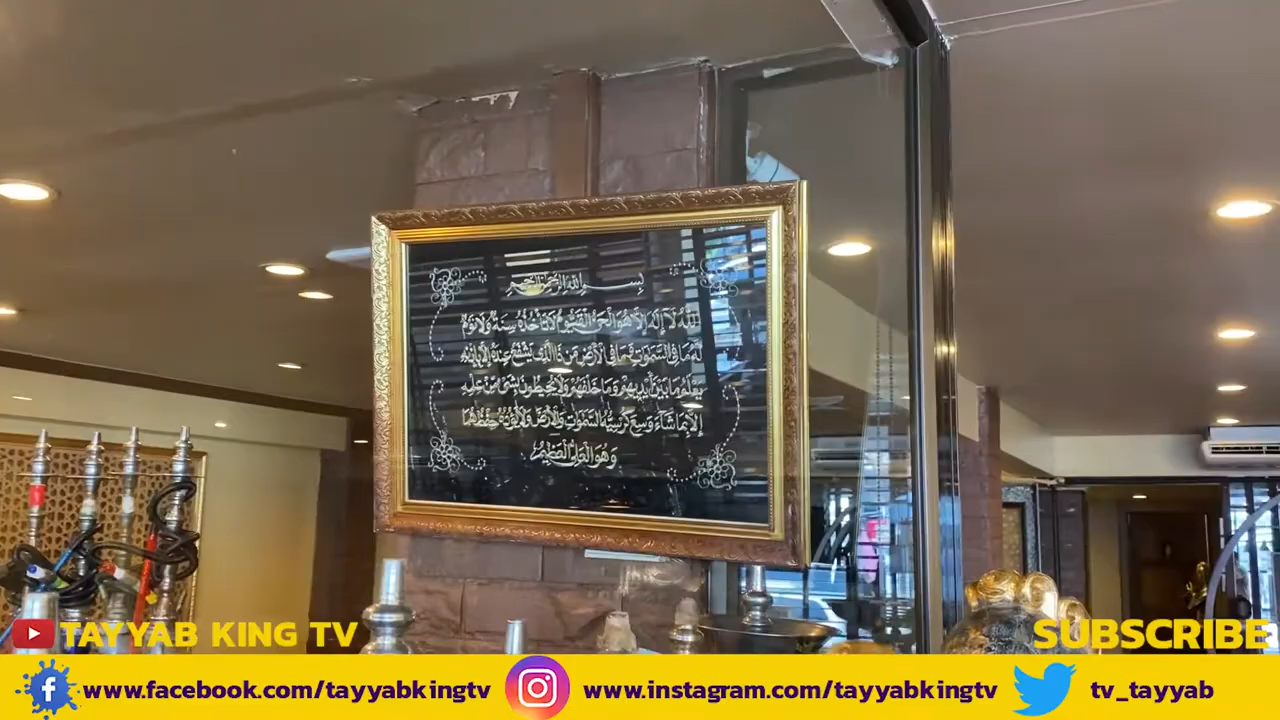 بسم الله الرحمن الرحيم
الله لا إله إلا هو الحي القيوم لا تأخذه سنة ولا نوم
له ما في السموت وما في الأرض من ذا الذي يشفع عنده إلا بإذنه
يعلم ما بين أيديهم وما خلفهم ولا يحيطون بشيء من علمه
إلا بما شاء وسع كرسيه السموت والأرض ولا يؤده حفظهما
وهو العلي العظيم
TAYYAB KING TV
SUBSCRIBE
www.facebook.com/tayyabkingtv
www.instagram.com/tayyabkingtv
tv_tayyab